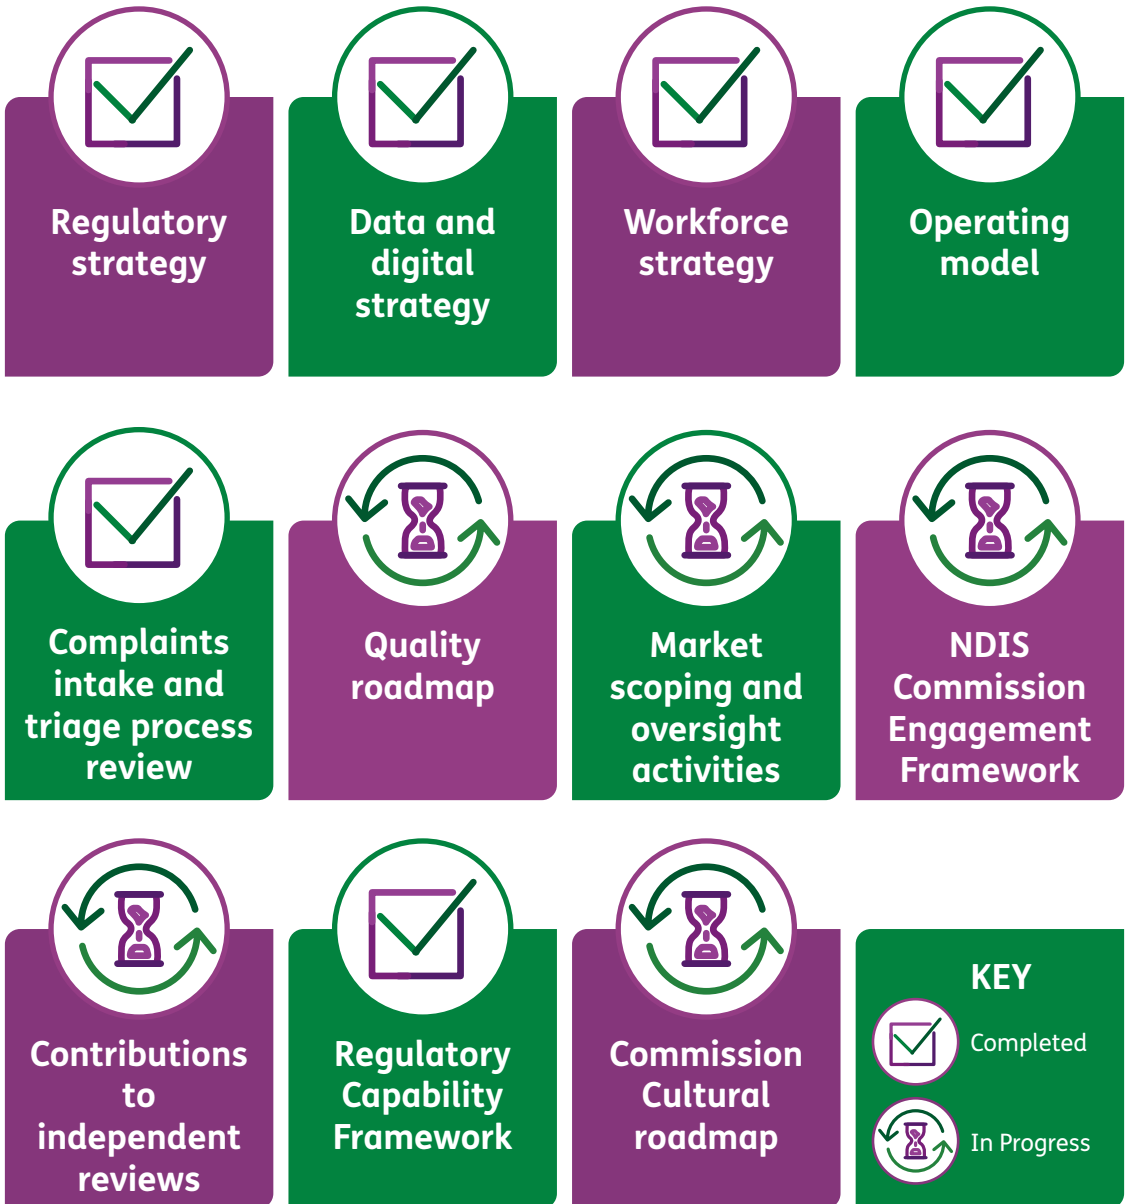 Regulatory
strategy
Data and
digital
strategy
Workforce
strategy
Operating
model
Complaints
intake and
triage process
review
Quality
roadmap
Market
scoping and
oversight
activities
NDIS
Commission
Engagement
Framework
Contributions
to
independent
reviews
Regulatory
Capability
Framework
Commission
Cultural
roadmap
KEY
Completed
In Progress